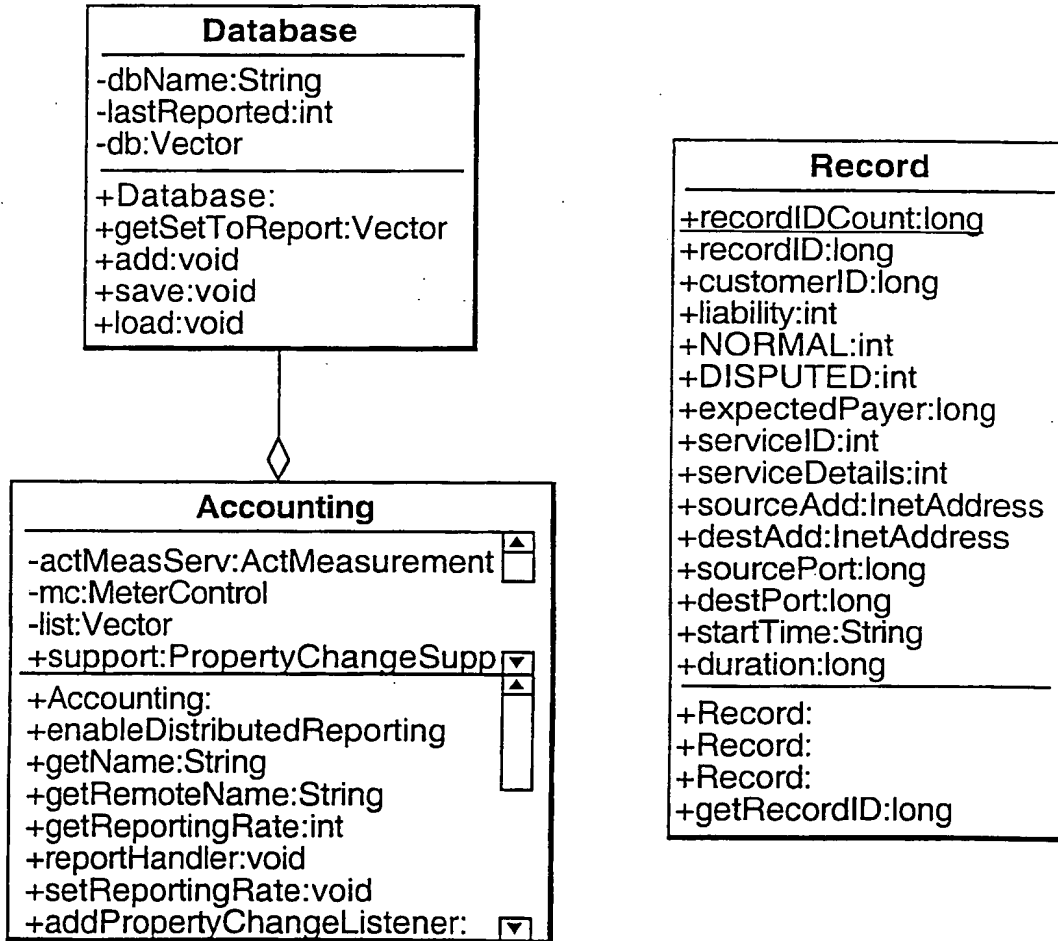 Database
-dbName:String
-lastReported:int
-db:Vector
+Database:
+getSetToReport:Vector
+add:void
+save:void
+load:void
Accounting
-actMeasServ:ActMeasurement
-mc:MeterControl
-list:Vector
+support:PropertyChangeSupp
+Accounting:
+enableDistributedReporting
+getName:String
+getRemoteName:String
+getReportingRate:int
+reportHandler:void
+setReportingRate:void
+addPropertyChangeListener:
Record
+recordIDCount:long
+recordID:long
+customerID:long
+liability:int
+NORMAL:int
+DISPUTED:int
+expectedPayer:long
+serviceID:int
+serviceDetails:int
+sourceAdd:InetAddress
+destAdd:InetAddress
+sourcePort:long
+destPort:long
+startTime:String
+duration:long
+Record:
+Record:
+Record:
+getRecordID:long